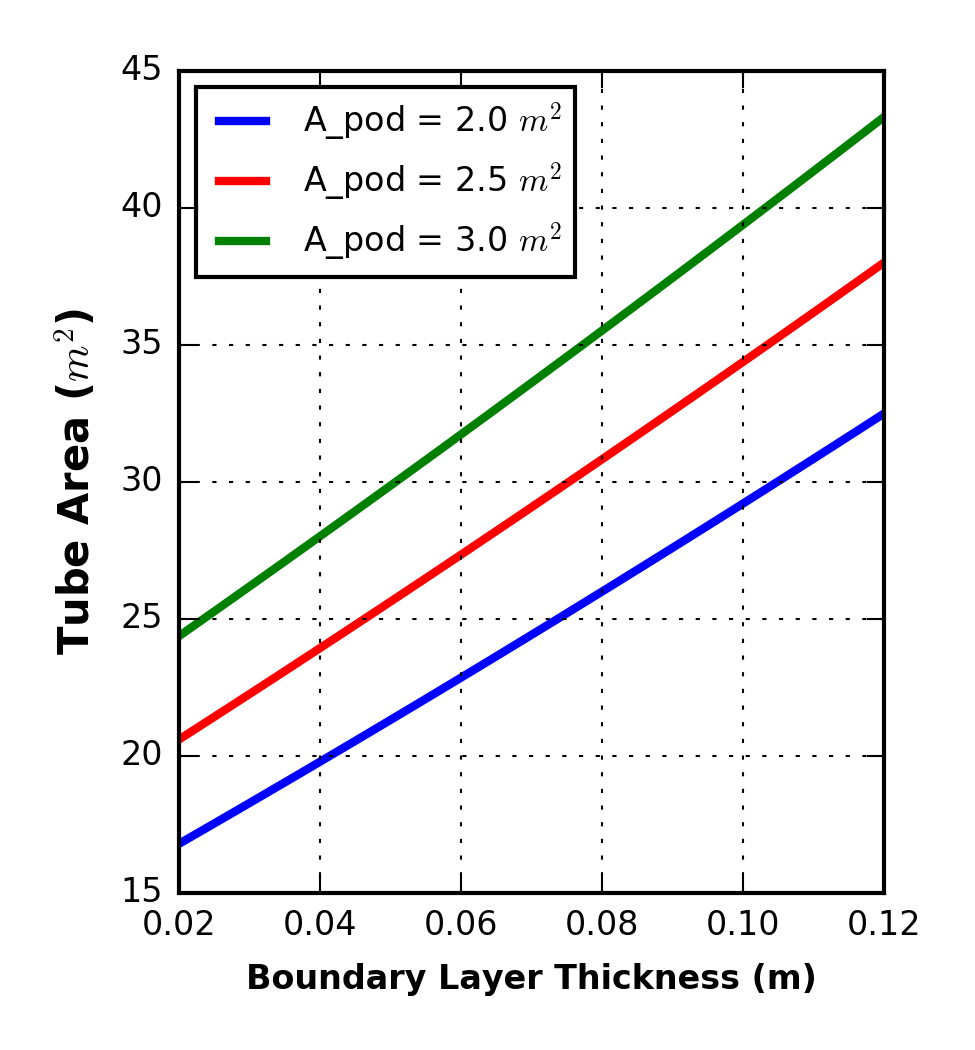 45
40
35
30
25
20
15
Tube Area (m²)
A_pod = 2.0 m²
A_pod = 2.5 m²
A_pod = 3.0 m²
0.02 0.04 0.06 0.08 0.10 0.12
Boundary Layer Thickness (m)